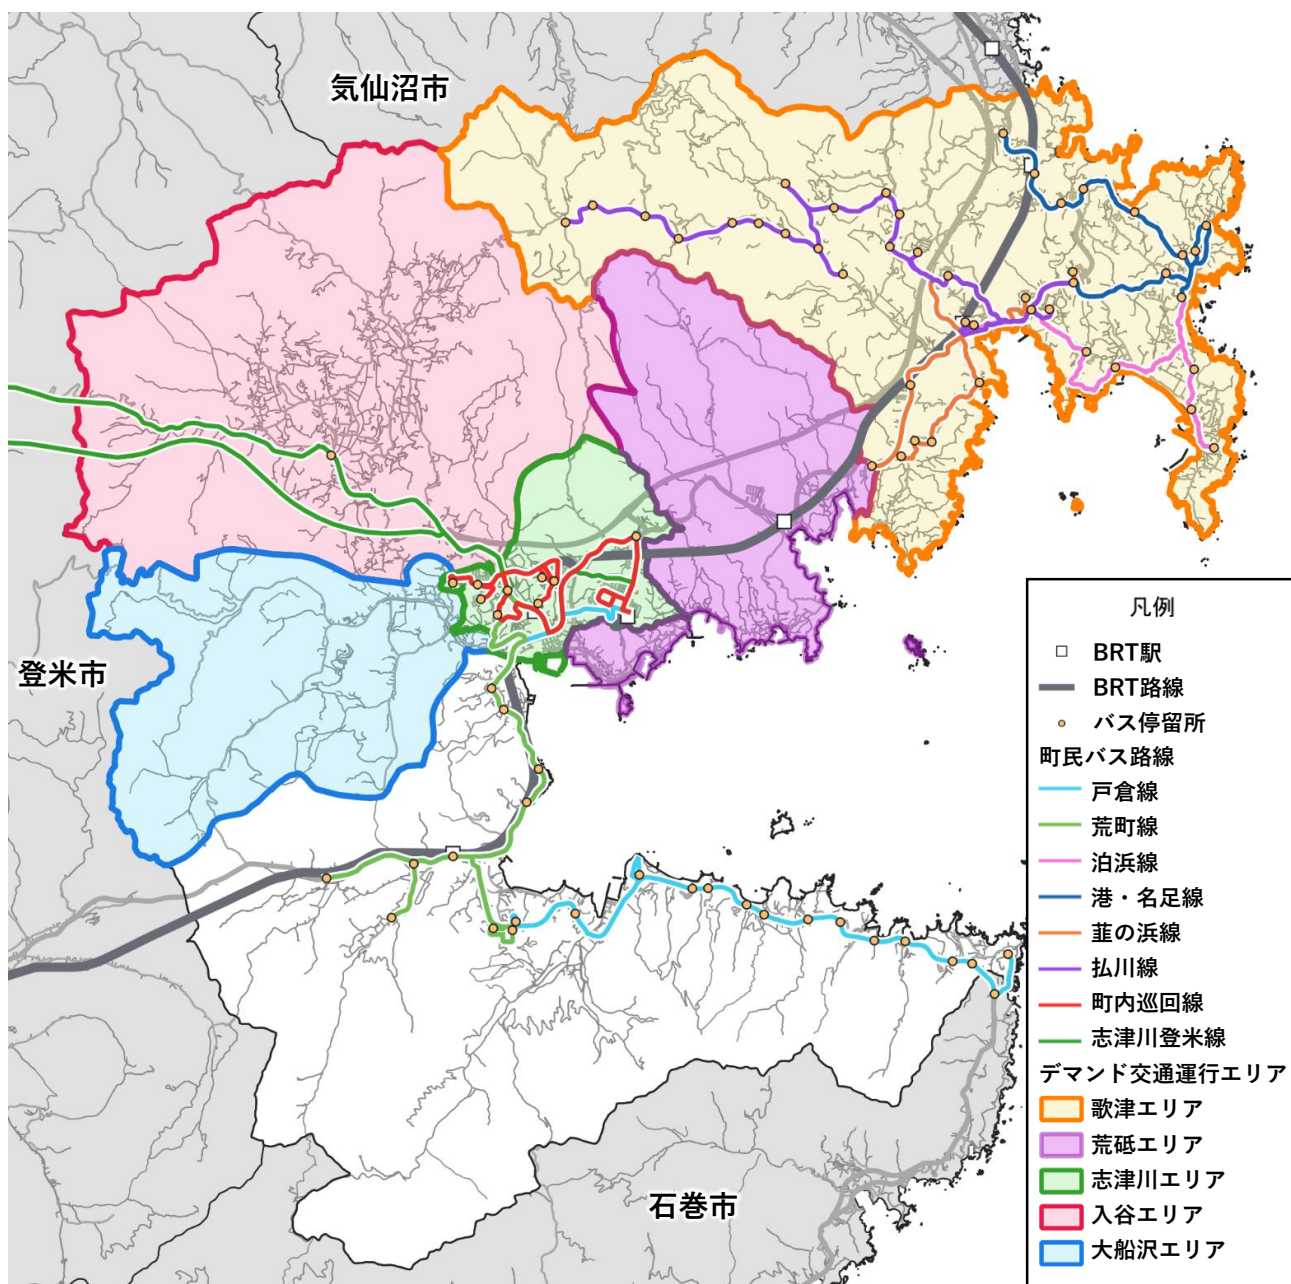 気仙沼市
登米市
石巻市
凡例
BRT駅
BRT路線
バス停留所
町民バス路線
戸倉線
荒町線
泊浜線
港・名足線
韮の浜線
払川線
町内巡回線
志津川登米線
デマンド交通運行エリア
歌津エリア
荒砥エリア
志津川エリア
入谷エリア
大船沢エリア